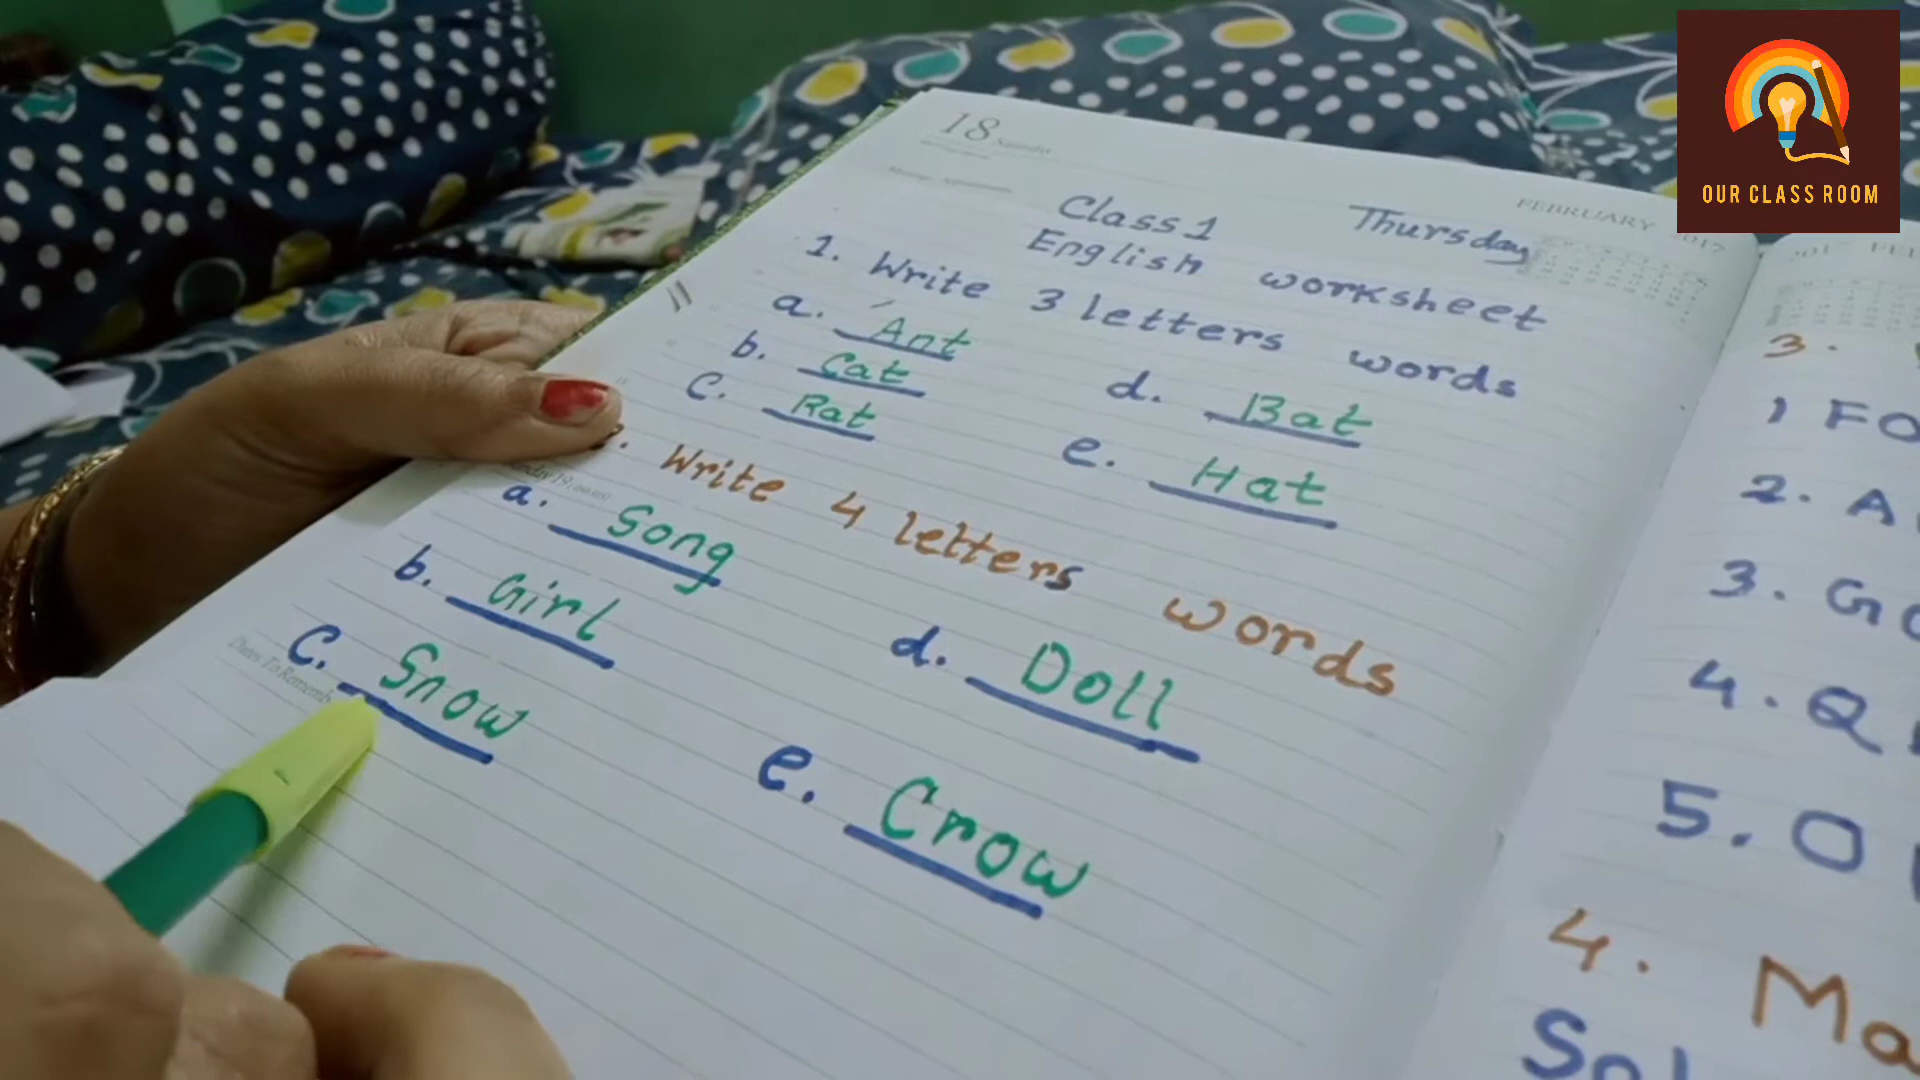 OUR CLASS ROOM
18
FEBRUARY 2017
Class 1
Thursday
English worksheet
1. Write 3 letters words
a. Ant
b. Cat
c. Rat
d. Bat
e. Hat
Write 4 letters words
a. Song
b. Girl
c. Snow
d. Doll
e. Crow
3.
1 FO
2. A
3. Go
4. Q
5. O
4. Ma